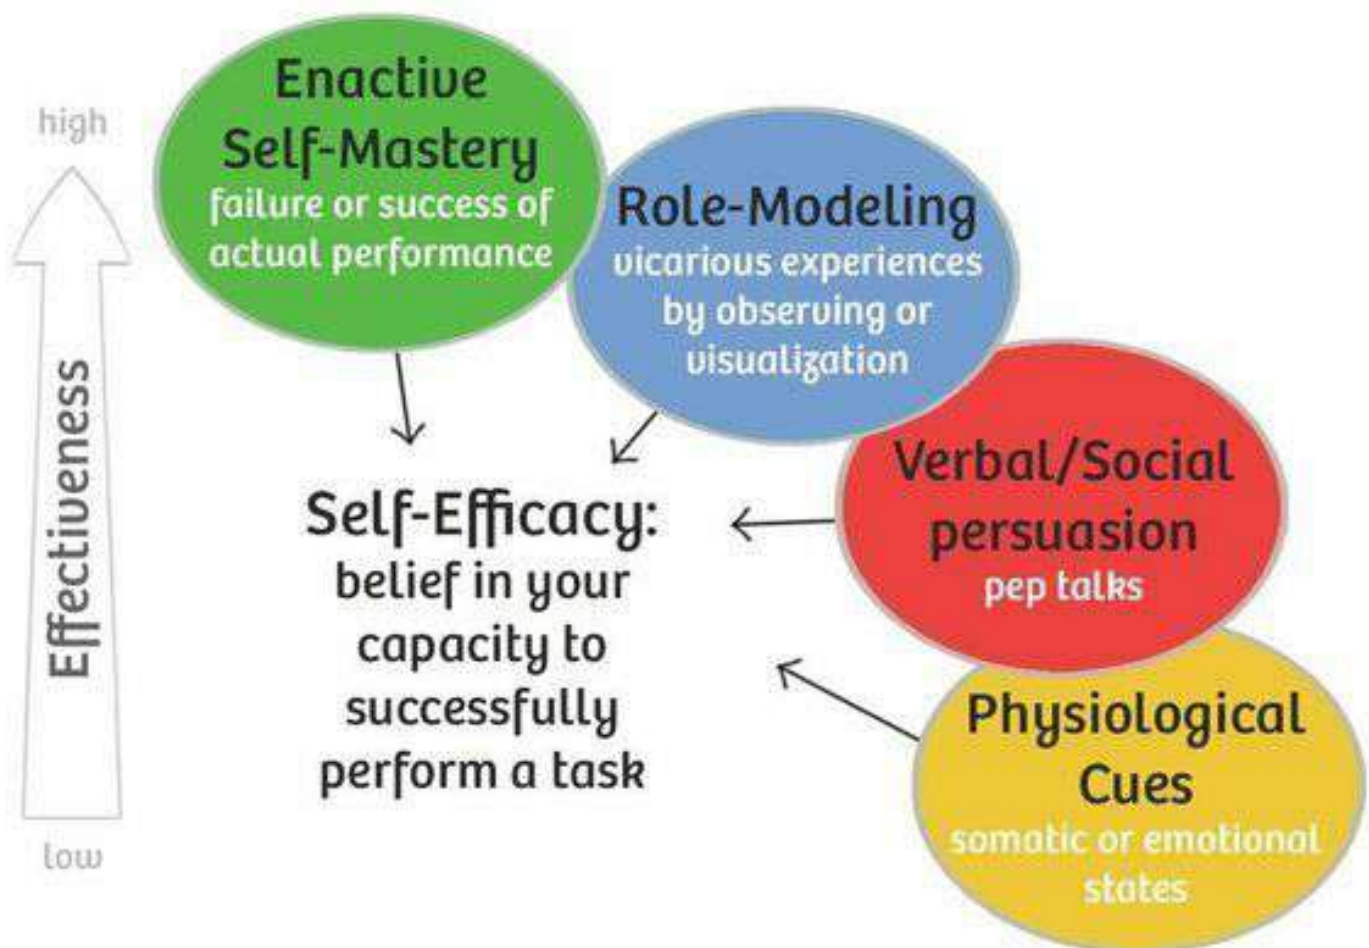 high
Effectiveness
low
Enactive
Self-Mastery
failure or success of
actual performance
Role-Modeling
vicarious experiences
by observing or
visualization
Verbal/Social
persuasion
pep talks
Physiological
Cues
somatic or emotional
states
Self-Efficacy:
belief in your
capacity to
successfully
perform a task